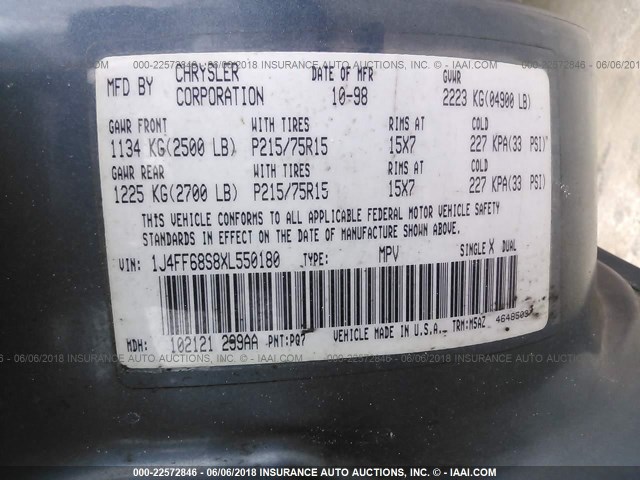 000-22572846 - 06/06/2018 - INSURANCE AUTO AUCTIONS, INC. © - IAAI.COM
MFD BY CHRYSLER CORPORATION DATE OF MFR 10-98 GVWR 2223 KG(04900 LB)
GAWR FRONT WITH TIRES RIMS AT COLD
1134 KG(2500 LB) P215/75R15 15X7 227 KPA(33 PSI)
GAWR REAR WITH TIRES RIMS AT COLD
1225 KG(2700 LB) P215/75R15 15X7 227 KPA(33 PSI)
THIS VEHICLE CONFORMS TO ALL APPLICABLE FEDERAL MOTOR VEHICLE SAFETY
STANDARDS IN EFFECT ON THE DATE OF MANUFACTURE SHOWN ABOVE.
VIN: 1J4FF68S8XL550180 TYPE: MPV SINGLE X DUAL
MDH: 102121 299AA PNT:PQ7 VEHICLE MADE IN U.S.A. TRM:M5AZ
000-22572846 - 06/06/2018 - INSURANCE AUTO AUCTIONS, INC. © - IAAI.COM